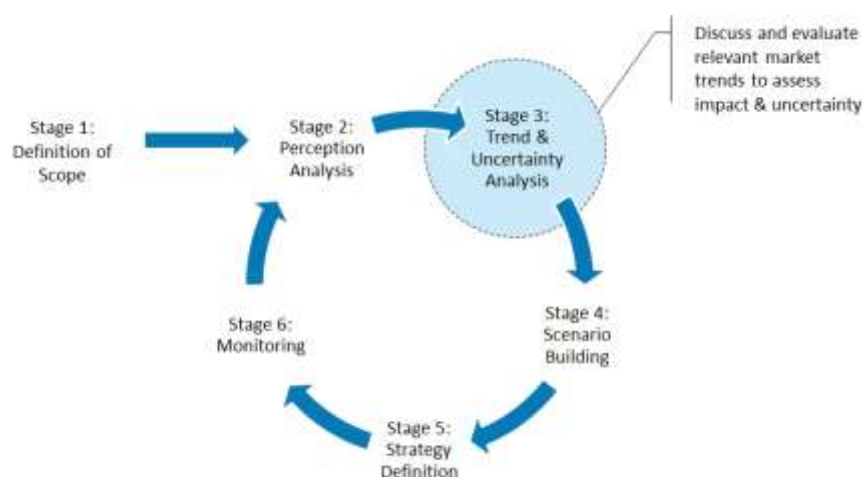 Stage 1:
Definition of
Scope
Stage 2:
Perception
Analysis
Stage 3:
Trend &
Uncertainty
Analysis
Discuss and evaluate
relevant market
trends to assess
impact & uncertainty
Stage 4:
Scenario
Building
Stage 5:
Strategy
Definition
Stage 6:
Monitoring